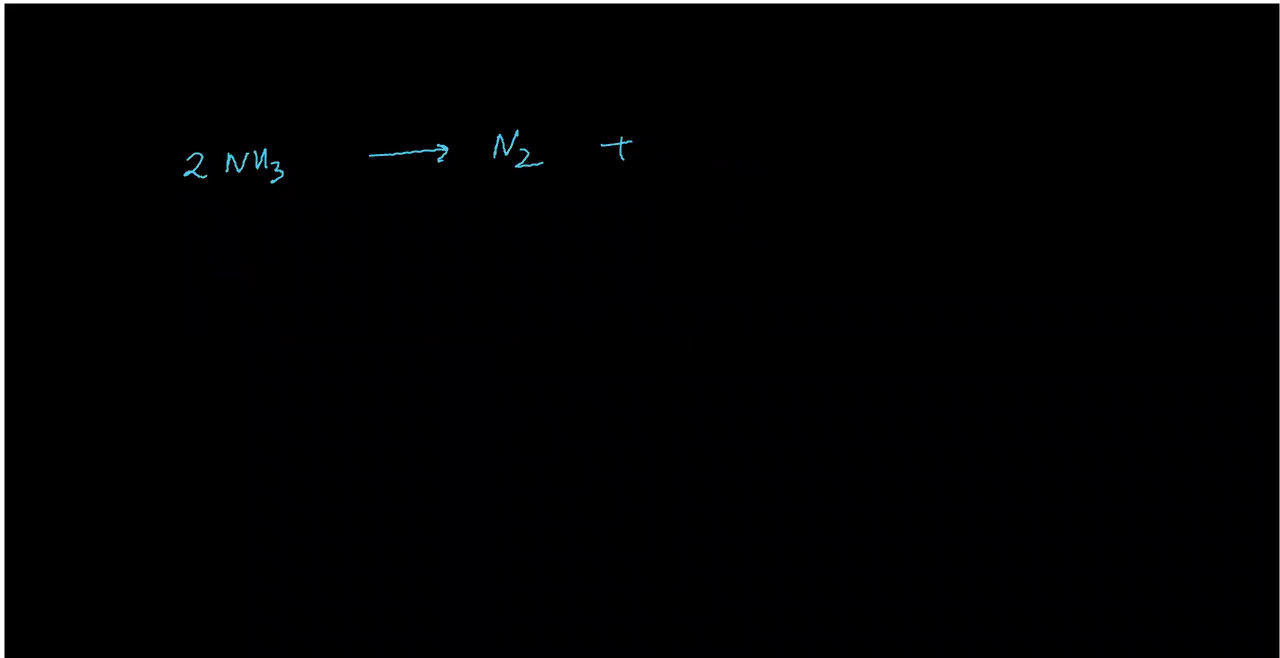 2 NH3 → N2 +